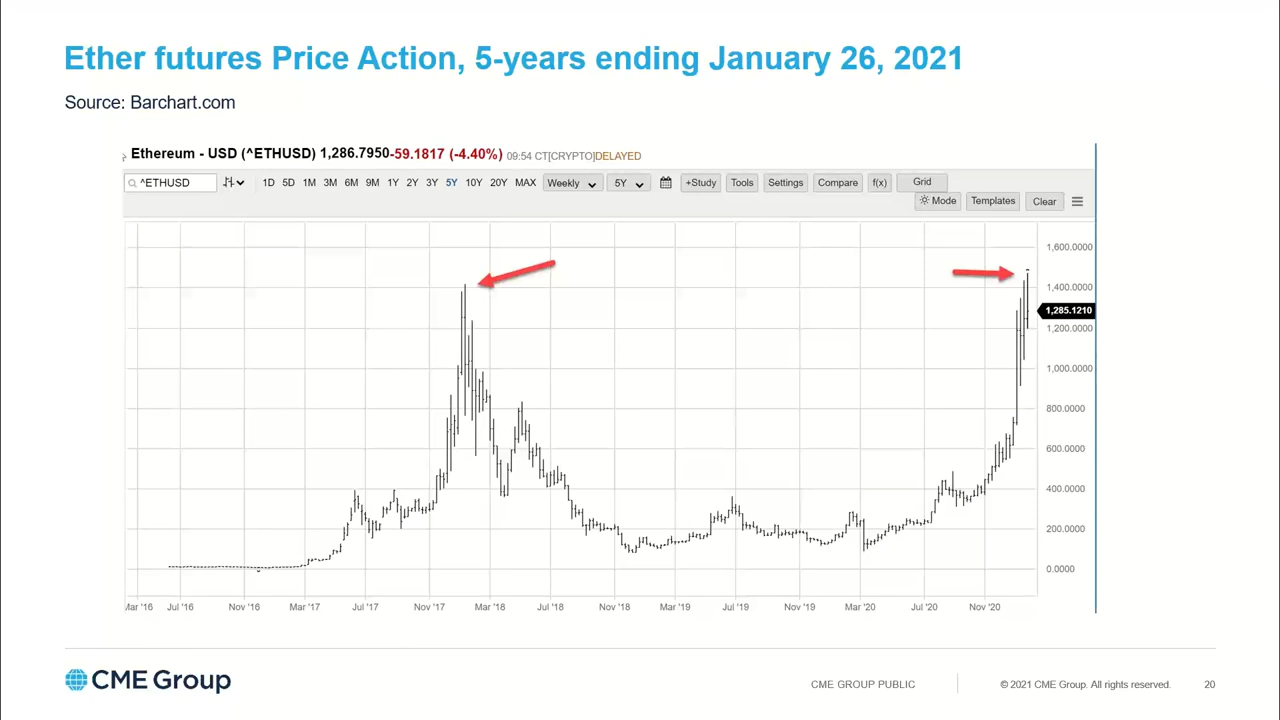 Ether futures Price Action, 5-years ending January 26, 2021
Source: Barchart.com
Ethereum - USD (^ETHUSD) 1,286.7950-59.1817 (-4.40%) 09:54 CT[CRYPTO]DELAYED
^ETHUSD 1D 5D 1M 3M 6M 9M 1Y 2Y 3Y 5Y 10Y 20Y MAX Weekly 5Y +Study Tools Settings Compare f(x) Grid
Mode Templates Clear
1,600.0000
1,400.0000
1,285.1210
1,200.0000
1,000.0000
800.0000
600.0000
400.0000
200.0000
0.0000
Mar '16 Jul '16 Nov '16 Mar '17 Jul '17 Nov '17 Mar '18 Jul '18 Nov '18 Mar '19 Jul '19 Nov '19 Mar '20 Jul '20 Nov '20
CME Group
CME GROUP PUBLIC
© 2021 CME Group. All rights reserved.
20